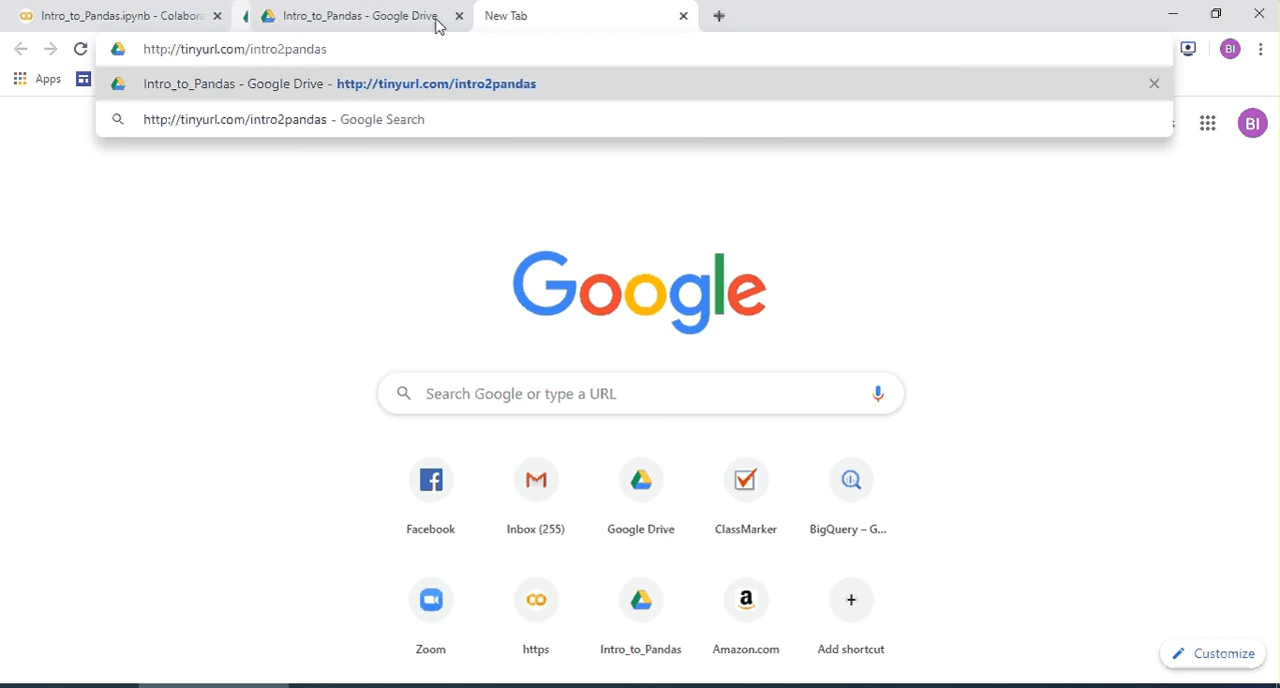 Intro_to_Pandas.ipynb - Colabora
Intro_to_Pandas - Google Drive
New Tab
http://tinyurl.com/intro2pandas
BI
Apps
Intro_to_Pandas - Google Drive - http://tinyurl.com/intro2pandas
http://tinyurl.com/intro2pandas - Google Search
BI
Google
Search Google or type a URL
Facebook
Inbox (255)
Google Drive
ClassMarker
BigQuery – G...
Zoom
https
Intro_to_Pandas
Amazon.com
Add shortcut
Customize